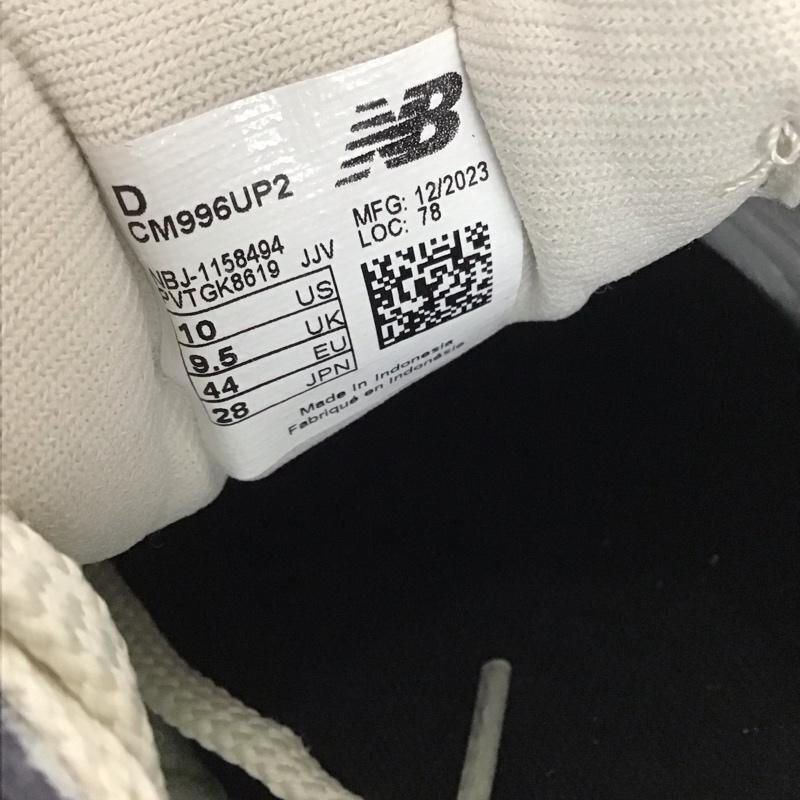 NB
D
CM996UP2
MFG: 12/2023
LOC: 78
NBJ-1158494
PVTGK8619 JJV
10 US
9.5 UK
44 EU
28 JPN
Made in Indonesia
Fabriqué en Indonésie